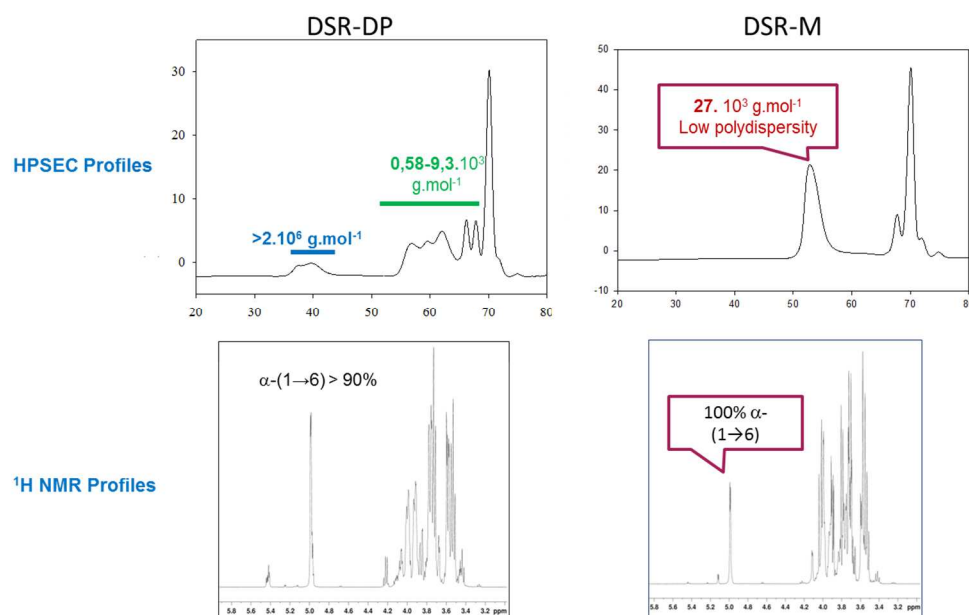 DSR-DP
DSR-M
HPSEC Profiles
30
20
10
0
0,58-9,3.10³
g.mol⁻¹
>2.10⁶ g.mol⁻¹
20 30 40 50 60 70 80
50
40
30
20
10
0
-10
27. 10³ g.mol⁻¹
Low polydispersity
20 30 40 50 60 70 80
¹H NMR Profiles
α-(1→6) > 90%
5.8 5.6 5.4 5.2 5.0 4.8 4.6 4.4 4.2 4.0 3.8 3.6 3.4 3.2 ppm
100% α-
(1→6)
5.8 5.6 5.4 5.2 5.0 4.8 4.6 4.4 4.2 4.0 3.8 3.6 3.4 3.2 ppm